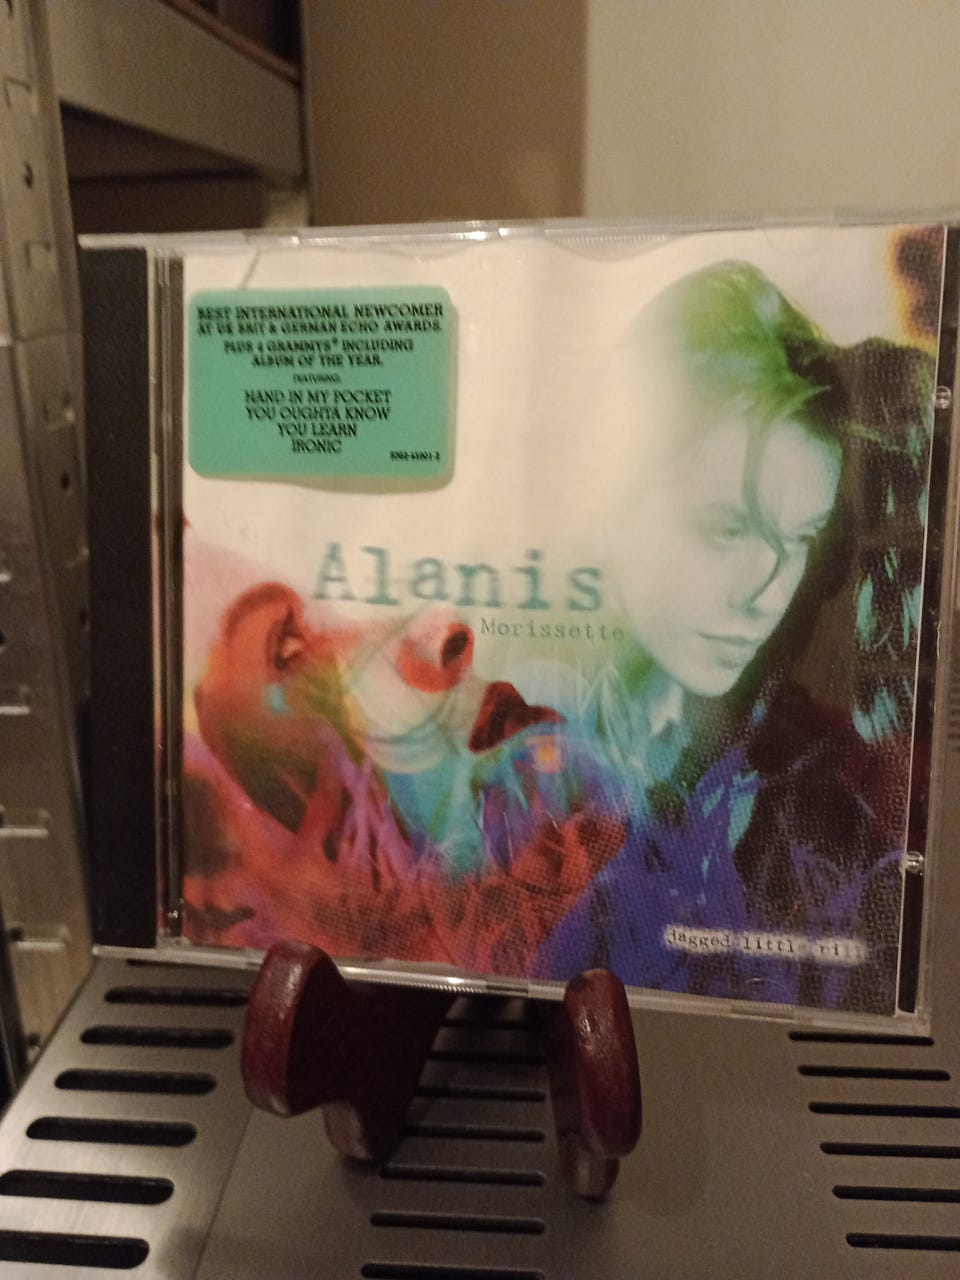 BEST INTERNATIONAL NEWCOMER
AT UK BRIT & GERMAN ECHO AWARDS.
PLUS 4 GRAMMYS® INCLUDING
ALBUM OF THE YEAR.
FEATURING:
HAND IN MY POCKET
YOU OUGHTA KNOW
YOU LEARN
IRONIC
Alanis
Morissette
jagged little pill